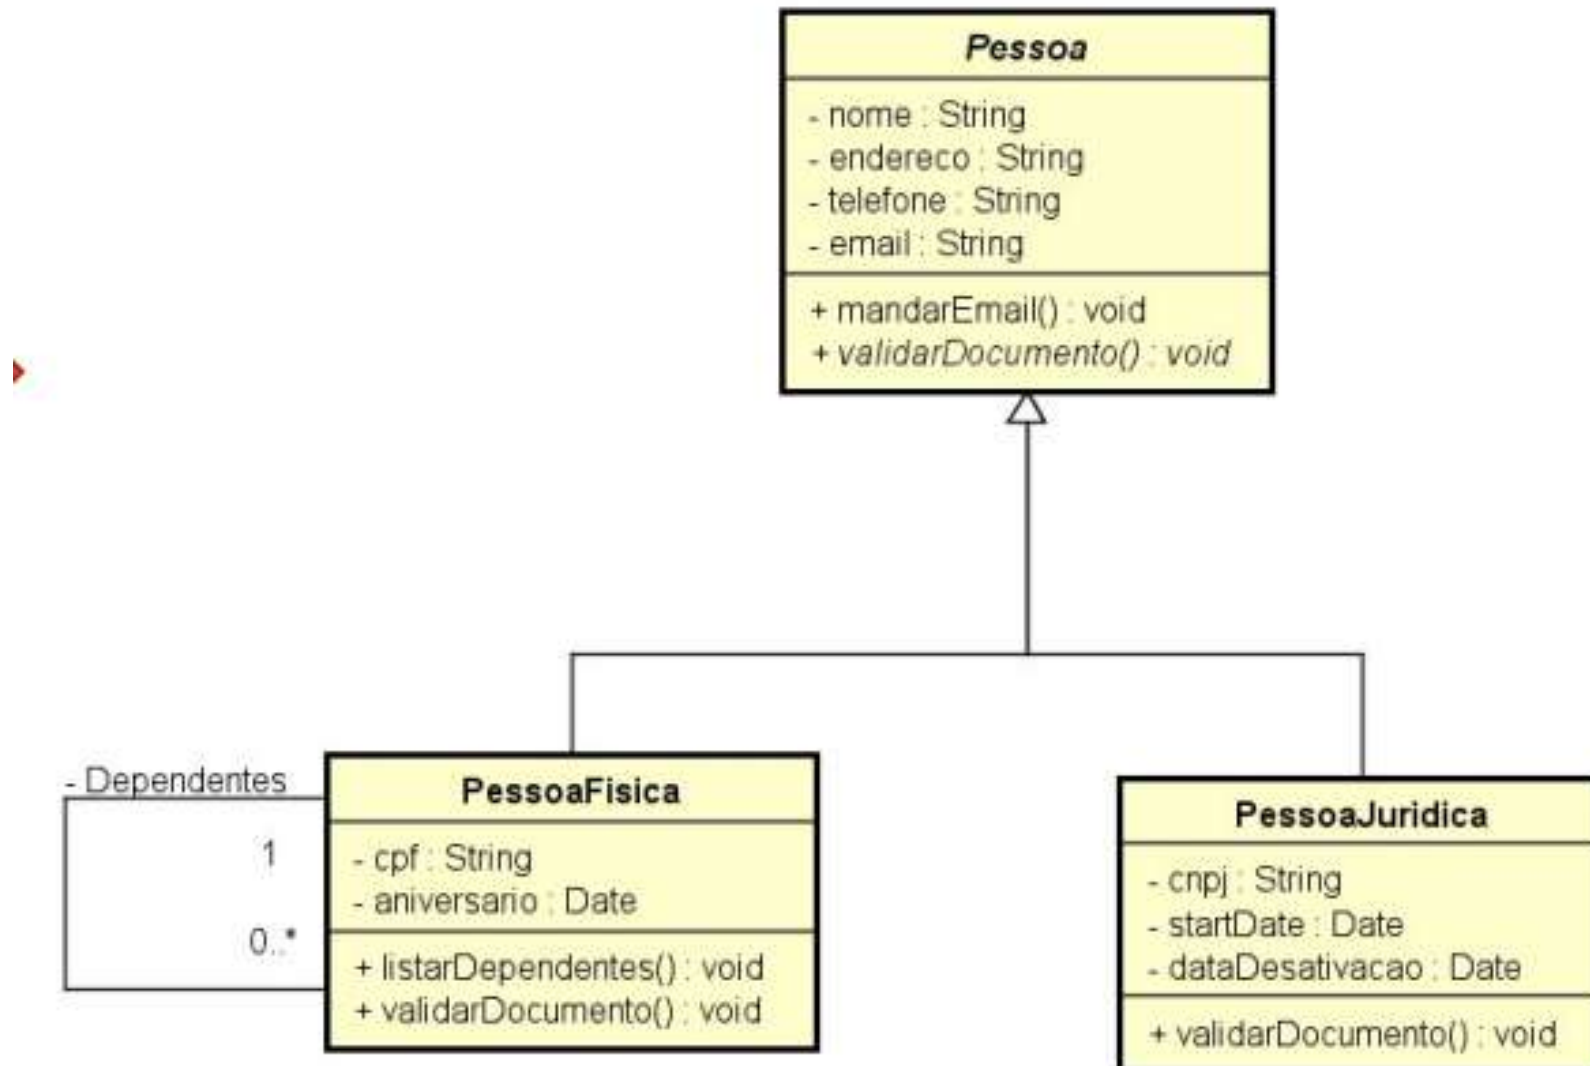 Pessoa
- nome : String
- endereco : String
- telefone : String
- email : String
+ mandarEmail() : void
+ validarDocumento() : void
- Dependentes
1
0..*
PessoaFisica
- cpf : String
- aniversario : Date
+ listarDependentes() : void
+ validarDocumento() : void
PessoaJuridica
- cnpj : String
- startDate : Date
- dataDesativacao : Date
+ validarDocumento() : void